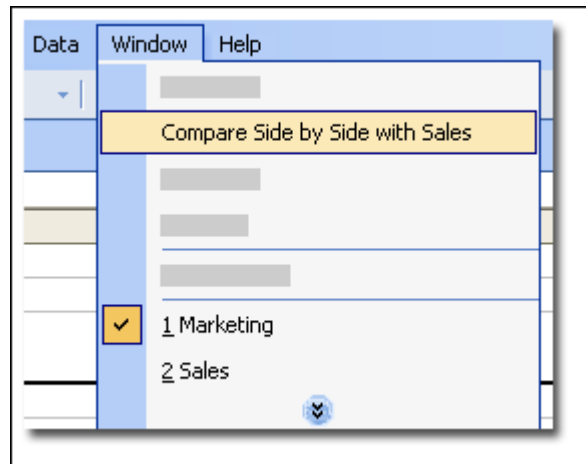 Data Window Help
Compare Side by Side with Sales
1 Marketing
2 Sales